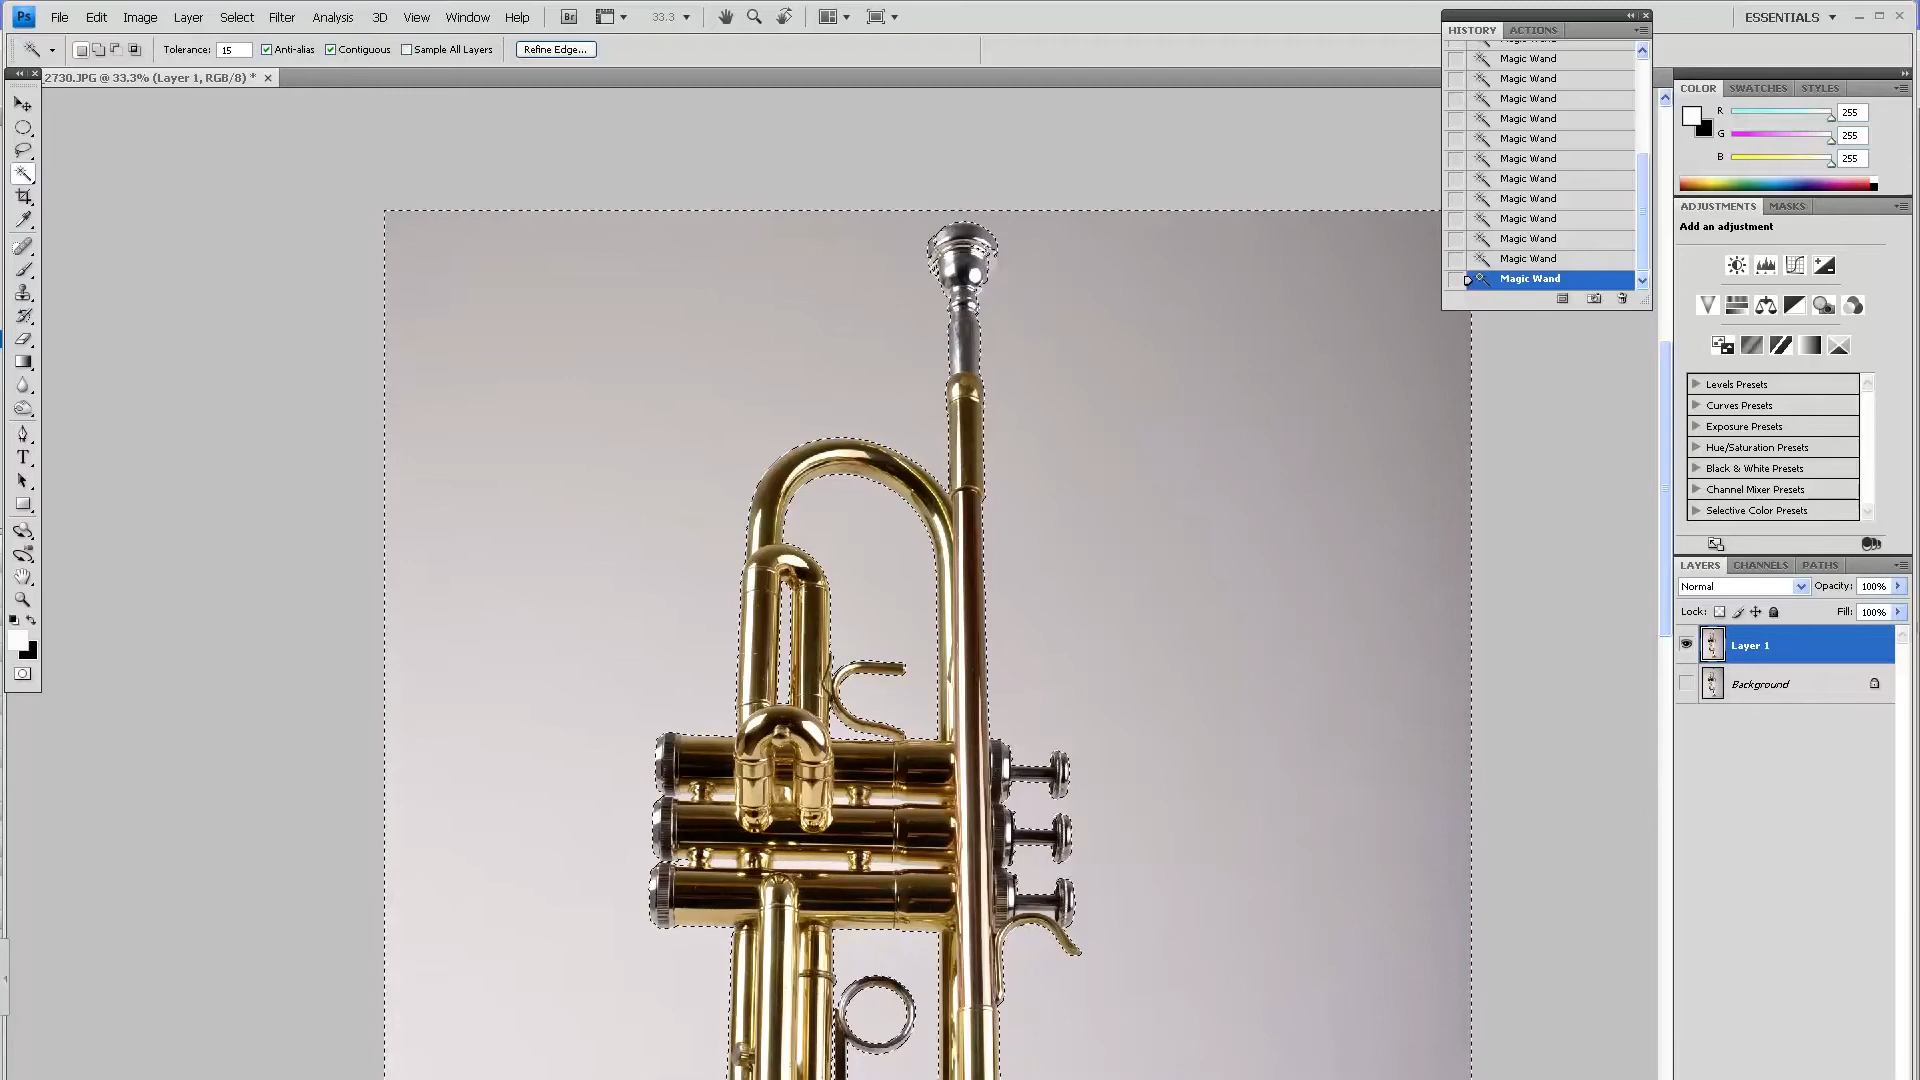 Ps File Edit Image Layer Select Filter Analysis 3D View Window Help Br 33.3 ESSENTIALS
Tolerance: 15 Anti-alias Contiguous Sample All Layers Refine Edge...
_2730.JPG @ 33.3% (Layer 1, RGB/8) *
HISTORY ACTIONS
Magic Wand
Magic Wand
Magic Wand
Magic Wand
Magic Wand
Magic Wand
Magic Wand
Magic Wand
Magic Wand
Magic Wand
Magic Wand
Magic Wand
COLOR SWATCHES STYLES
R 255
G 255
B 255
ADJUSTMENTS MASKS
Add an adjustment
Levels Presets
Curves Presets
Exposure Presets
Hue/Saturation Presets
Black & White Presets
Channel Mixer Presets
Selective Color Presets
LAYERS CHANNELS PATHS
Normal Opacity: 100%
Lock: Fill: 100%
Layer 1
Background